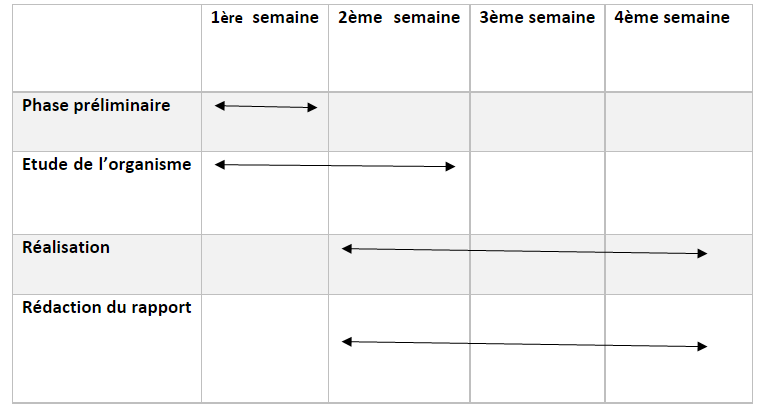 1ère semaine 2ème semaine 3ème semaine 4ème semaine
Phase préliminaire
Etude de l’organisme
Réalisation
Rédaction du rapport